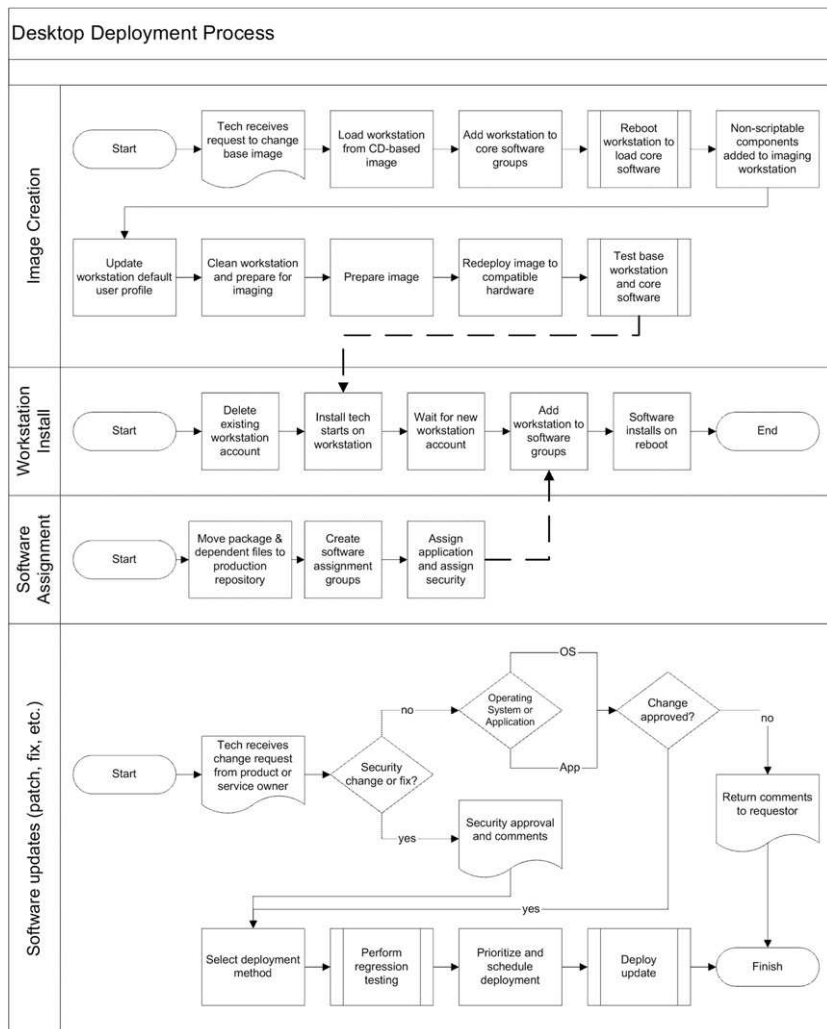 Desktop Deployment Process
Image Creation
Start
Tech receives
request to change
base image
Load workstation
from CD-based
image
Add workstation to
core software
groups
Reboot
workstation to
load core
software
Non-scriptable
components
added to imaging
workstation
Update
workstation default
user profile
Clean workstation
and prepare for
imaging
Prepare image
Redeploy image to
compatible
hardware
Test base
workstation
and core
software
Workstation
Install
Start
Delete
existing
workstation
account
Install tech
starts on
workstation
Wait for new
workstation
account
Add
workstation to
software
groups
Software
installs on
reboot
End
Software
Assignment
Start
Move package &
dependent files to
production
repository
Create
software
assignment
groups
Assign
application
and assign
security
Software updates (patch, fix, etc.)
Start
Tech receives
change request
from product or
service owner
Security
change or fix?
no
yes
Operating
System or
Application
OS
App
Change
approved?
no
yes
Return comments
to requestor
Security approval
and comments
Select deployment
method
Perform
regression
testing
Prioritize and
schedule
deployment
Deploy
update
Finish